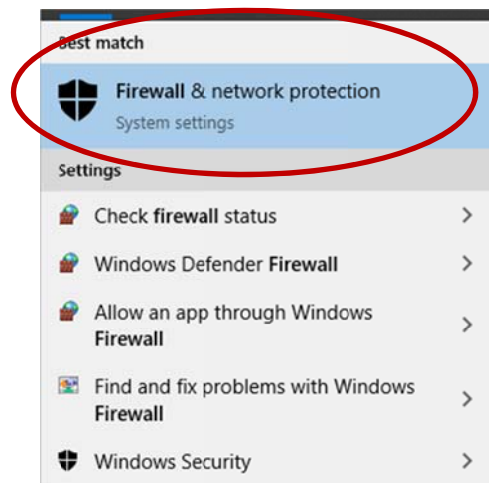 Best match
Firewall & network protection
System settings
Settings
Check firewall status
Windows Defender Firewall
Allow an app through Windows
Firewall
Find and fix problems with Windows
Firewall
Windows Security